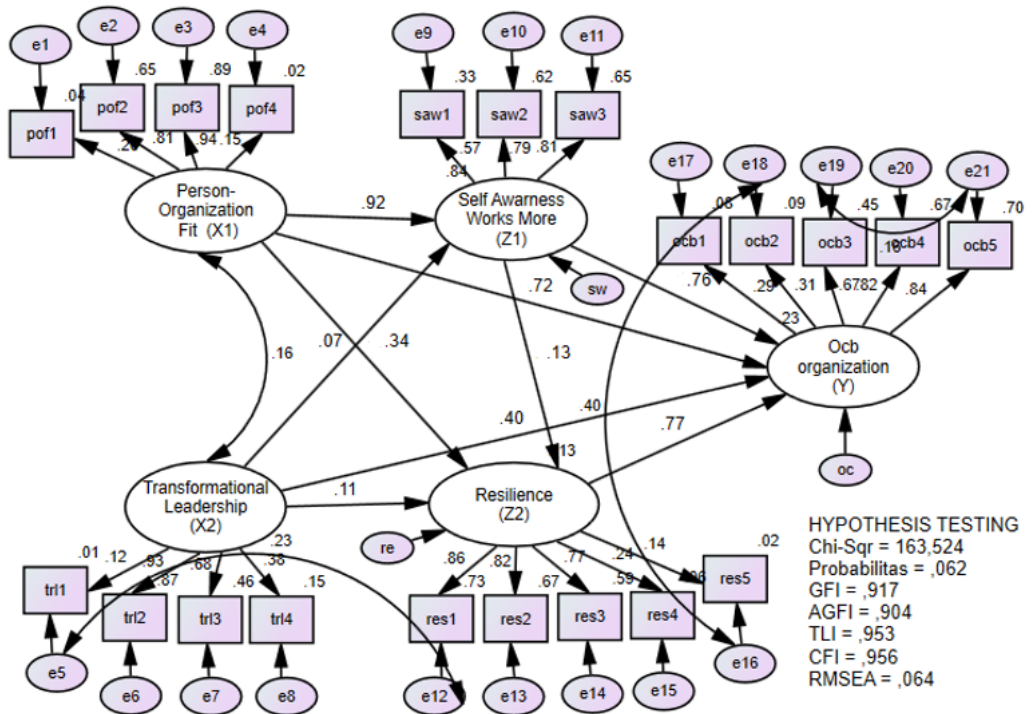 e1
e2
e3
e4
e9
e10
e11
.04
.65
.89
.02
.33
.62
.65
pof1
pof2
pof3
pof4
saw1
saw2
saw3
.81
.94
.15
.57
.79
.81
.84
e17
e18
e19
e20
e21
Person-
Organization
Fit (X1)
.92
Self Awarness
Works More
(Z1)
.08
.09
.45
.67
.70
ocb1
ocb2
ocb3
ocb4
ocb5
sw
.76
.29
.31
.67
.82
.84
.72
.23
.16
.07
.34
.13
Ocb
organization
(Y)
.40
.40
.77
13
oc
Transformational
Leadership
(X2)
.11
Resilience
(Z2)
re
.01
.12
.93
.68
.23
.38
.86
.82
.77
.24
.14
.02
trl1
.87
.46
.15
.73
.67
.59
res5
trl2
trl3
trl4
res1
res2
res3
res4
e5
e6
e7
e8
e12
e13
e14
e15
e16
HYPOTHESIS TESTING
Chi-Sqr = 163,524
Probabilitas = ,062
GFI = ,917
AGFI = ,904
TLI = ,953
CFI = ,956
RMSEA = ,064